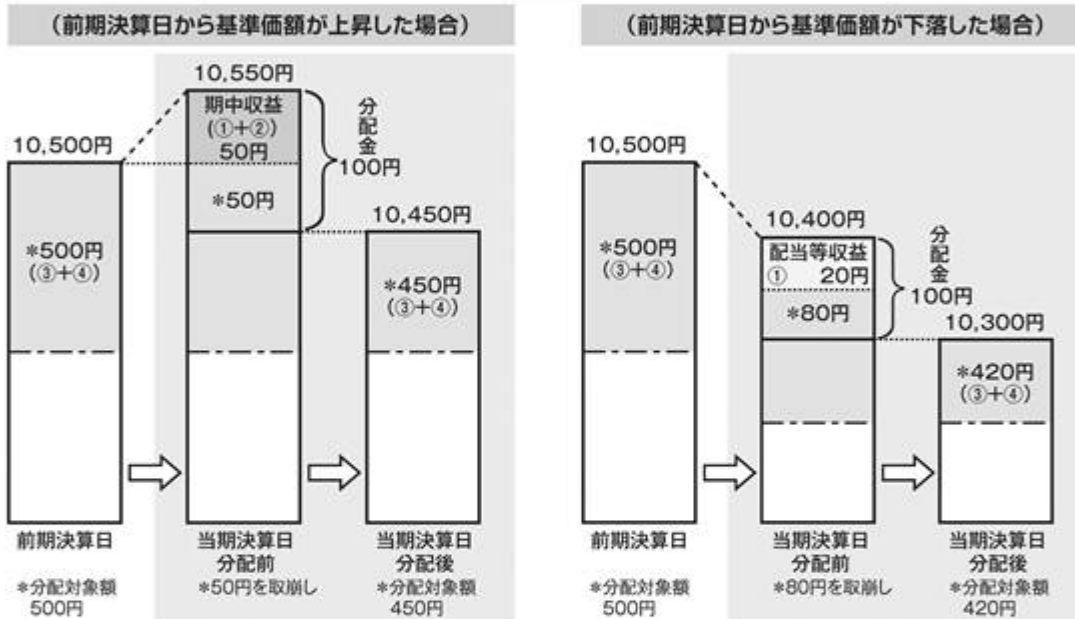 （前期決算日から基準価額が上昇した場合）
10,550円
期中収益
(①＋②)
50円
*50円
分配金
100円
10,500円
*500円
(③＋④)
10,450円
*450円
(③＋④)
前期決算日
当期決算日
分配前
当期決算日
分配後
*分配対象額
500円
*50円を取崩し
*分配対象額
450円
（前期決算日から基準価額が下落した場合）
10,500円
*500円
(③＋④)
10,400円
配当等収益
① 20円
*80円
分配金
100円
10,300円
*420円
(③＋④)
前期決算日
当期決算日
分配前
当期決算日
分配後
*分配対象額
500円
*80円を取崩し
*分配対象額
420円